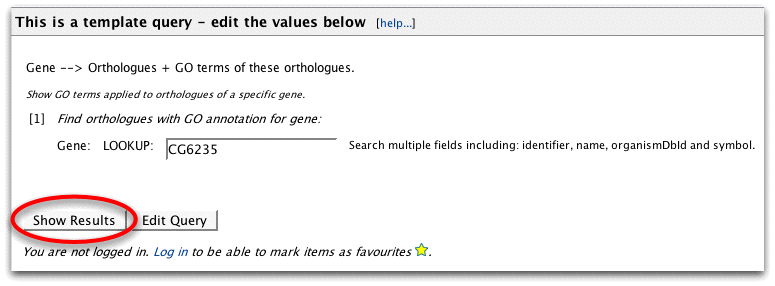 This is a template query - edit the values below [help...]
Gene --> Orthologues + GO terms of these orthologues.
Show GO terms applied to orthologues of a specific gene.
[1] Find orthologues with GO annotation for gene:
Gene: LOOKUP: CG6235 Search multiple fields including: identifier, name, organismDbId and symbol.
Show Results Edit Query
You are not logged in. Log in to be able to mark items as favourites .